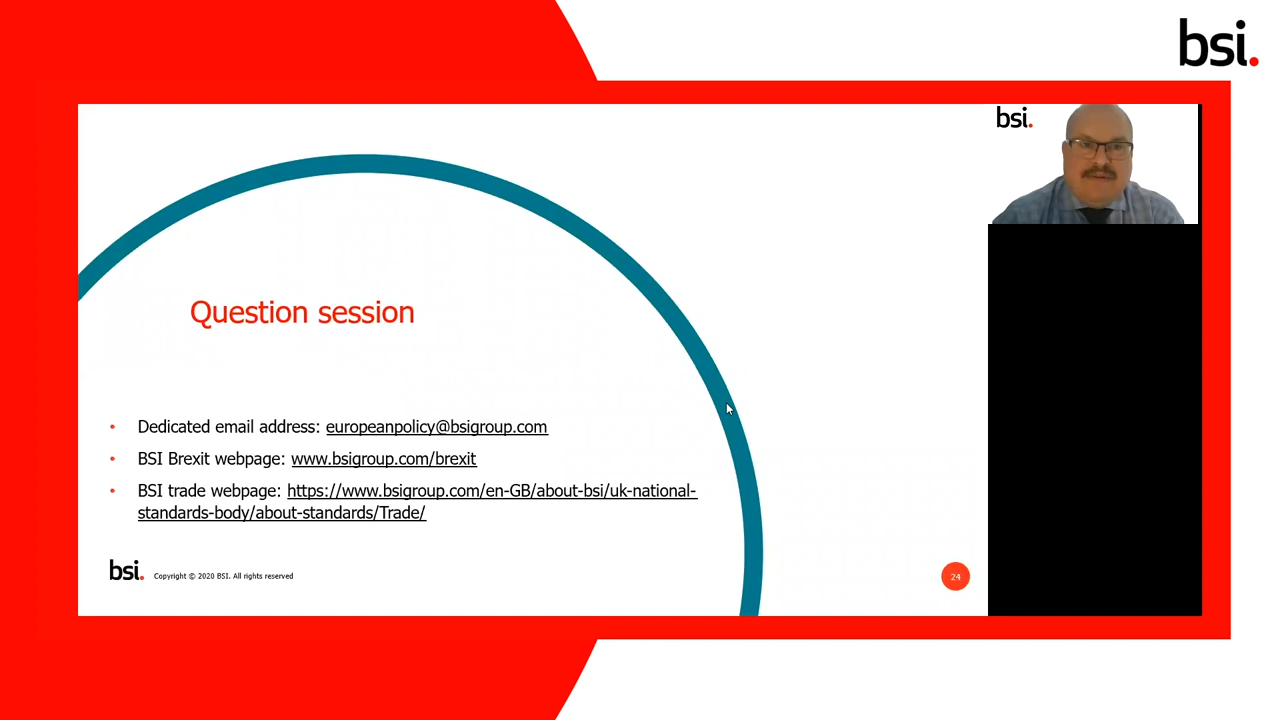 bsi.
bsi.
Question session
• Dedicated email address: europeanpolicy@bsigroup.com
• BSI Brexit webpage: www.bsigroup.com/brexit
• BSI trade webpage: https://www.bsigroup.com/en-GB/about-bsi/uk-national-
standards-body/about-standards/Trade/
bsi. Copyright © 2020 BSI. All rights reserved
24